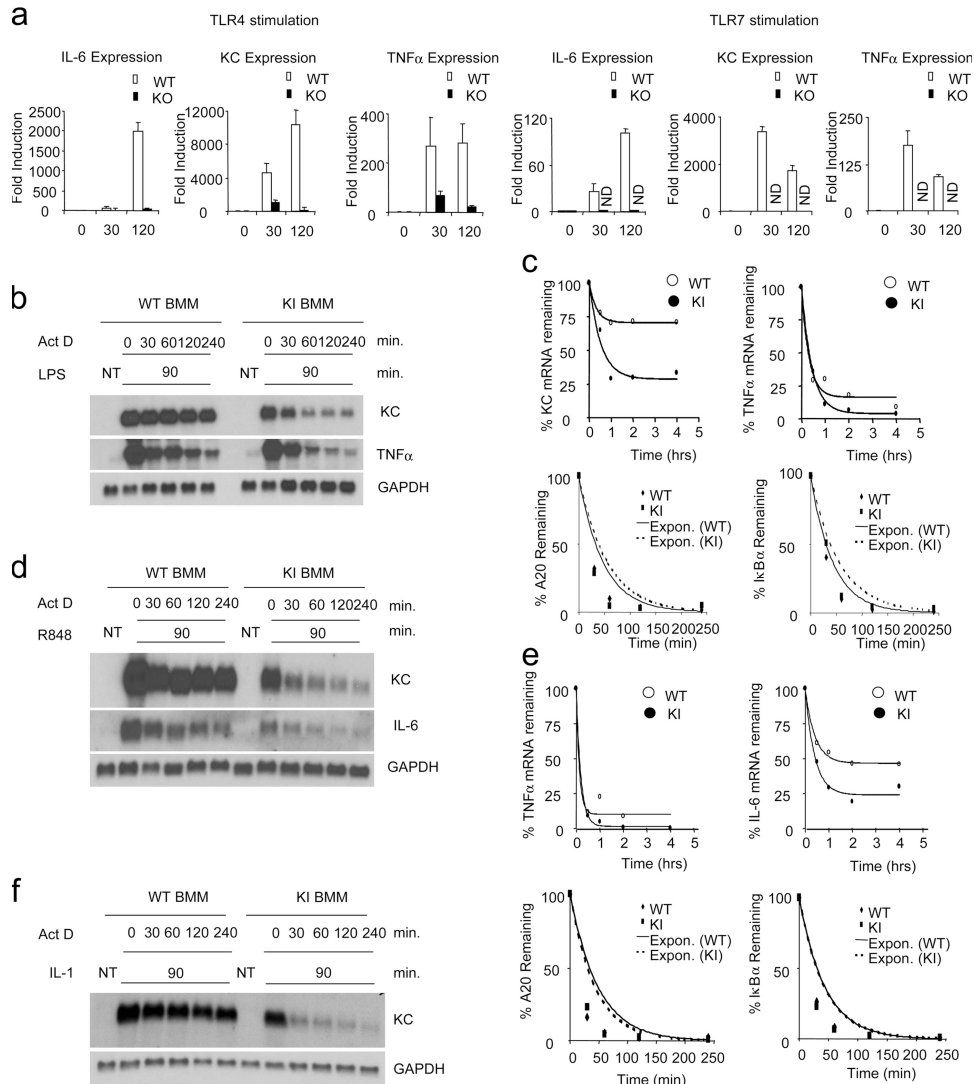 a
TLR4 stimulation
TLR7 stimulation
IL-6 Expression
KC Expression
TNFα Expression
IL-6 Expression
KC Expression
TNFα Expression
WT
KO
WT
KO
WT
KO
WT
KO
WT
KO
WT
KO
Fold Induction
2500
2000
1500
1000
500
0
0 30 120
Fold Induction
12000
8000
4000
0
0 30 120
Fold Induction
400
200
0
0 30 120
Fold Induction
120
60
0
ND
0 30 120
Fold Induction
4000
2000
0
ND
ND
0 30 120
Fold Induction
250
125
0
ND
ND
0 30 120
b
WT BMM
KI BMM
Act D
0 30 60 120 240
0 30 60 120 240
min.
LPS
NT
90
NT
90
min.
KC
TNFα
GAPDH
c
% KC mRNA remaining
100
75
50
25
0
WT
KI
0 1 2 3 4 5
Time (hrs)
% TNFα mRNA remaining
100
75
50
25
0
WT
KI
0 1 2 3 4 5
Time (hrs)
% A20 Remaining
100
50
0
WT
KI
Expon. (WT)
Expon. (KI)
0 50 100 150 200 250
Time (min)
% IκBα Remaining
100
50
0
WT
KI
Expon. (WT)
Expon. (KI)
0 50 100 150 200 250
Time (min)
d
WT BMM
KI BMM
Act D
0 30 60 120 240
0 30 60 120 240
min.
R848
NT
90
NT
90
min.
KC
IL-6
GAPDH
e
% TNFα mRNA remaining
100
75
50
25
0
WT
KI
0 1 2 3 4 5
Time (hrs)
% IL-6 mRNA remaining
100
75
50
25
0
WT
KI
0 1 2 3 4 5
Time (hrs)
% A20 Remaining
100
50
0
WT
KI
Expon. (WT)
Expon. (KI)
0 50 100 150 200 250
Time (min)
% IκBα Remaining
100
50
0
WT
KI
Expon. (WT)
Expon. (KI)
0 50 100 150 200 250
Time (min)
f
WT BMM
KI BMM
Act D
0 30 60 120 240
0 30 60 120 240
min.
IL-1
NT
90
NT
90
min.
KC
GAPDH